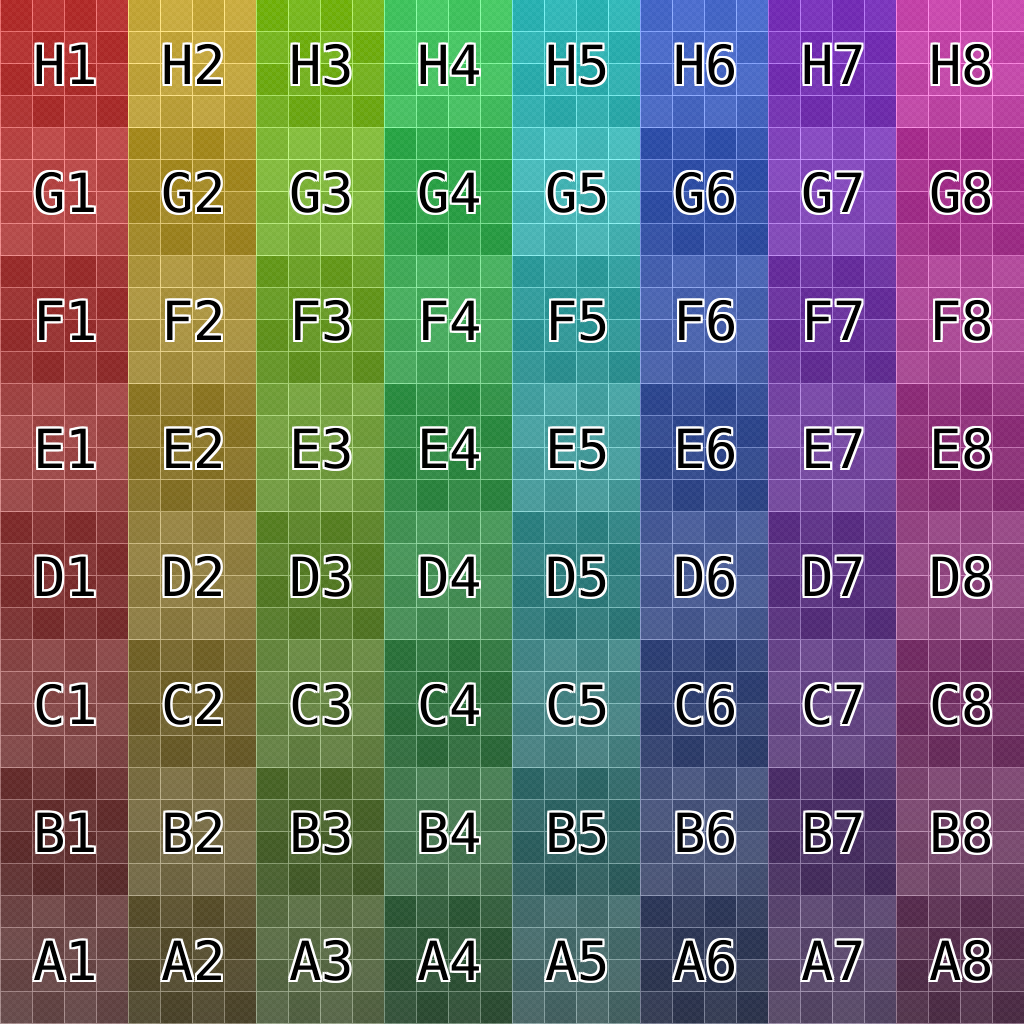 H1 H2 H3 H4 H5 H6 H7 H8
G1 G2 G3 G4 G5 G6 G7 G8
F1 F2 F3 F4 F5 F6 F7 F8
E1 E2 E3 E4 E5 E6 E7 E8
D1 D2 D3 D4 D5 D6 D7 D8
C1 C2 C3 C4 C5 C6 C7 C8
B1 B2 B3 B4 B5 B6 B7 B8
A1 A2 A3 A4 A5 A6 A7 A8